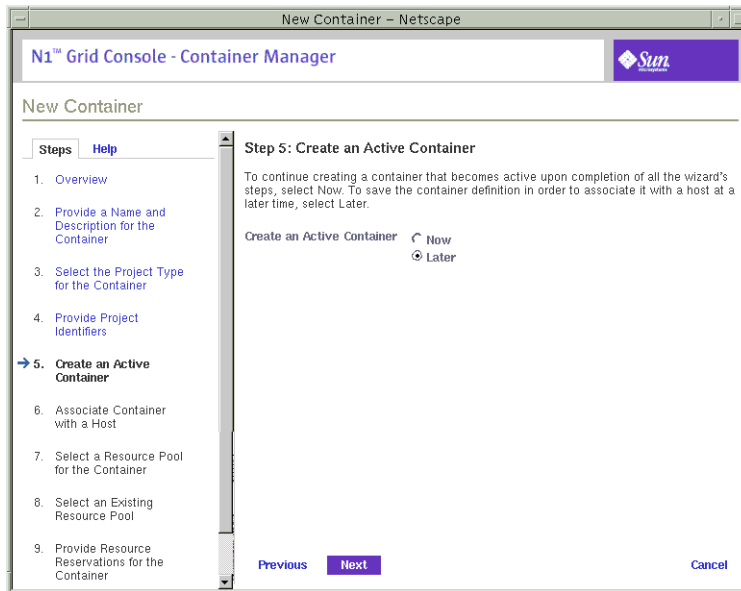 New Container – Netscape
N1™ Grid Console - Container Manager
Sun
microsystems
New Container
Steps Help
1. Overview
2. Provide a Name and
Description for the
Container
3. Select the Project Type
for the Container
4. Provide Project
Identifiers
5. Create an Active
Container
6. Associate Container
with a Host
7. Select a Resource Pool
for the Container
8. Select an Existing
Resource Pool
9. Provide Resource
Reservations for the
Container
Step 5: Create an Active Container
To continue creating a container that becomes active upon completion of all the wizard's
steps, select Now. To save the container definition in order to associate it with a host at a
later time, select Later.
Create an Active Container Now
Later
Previous Next Cancel